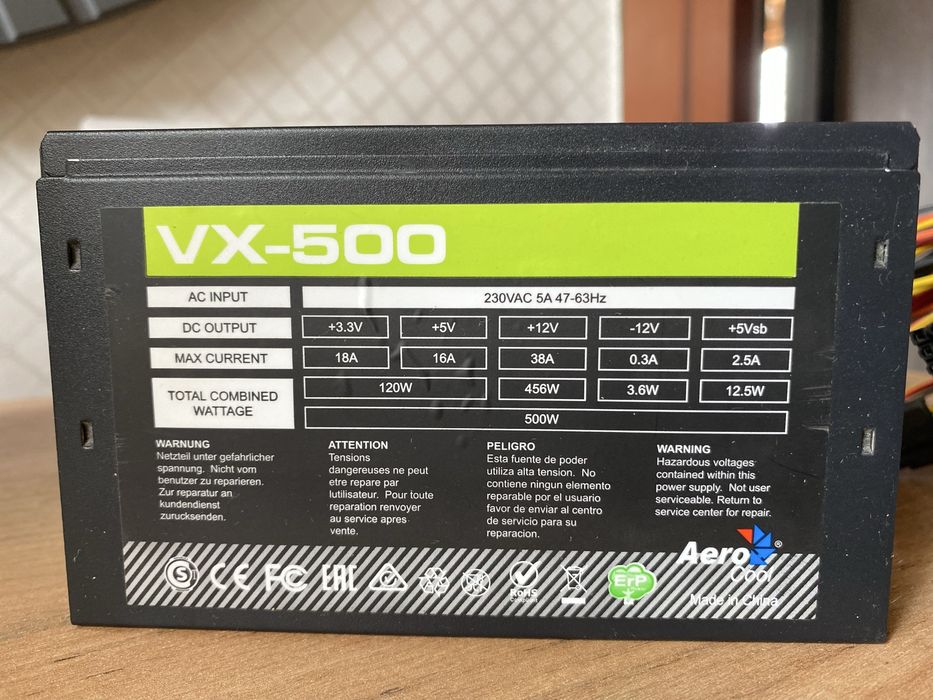 VX-500
AC INPUT 230VAC 5A 47-63Hz
DC OUTPUT +3.3V +5V +12V -12V +5Vsb
MAX CURRENT 18A 16A 38A 0.3A 2.5A
TOTAL COMBINED WATTAGE 120W 456W 3.6W 12.5W
500W
WARNUNG
Netzteil unter gefahrlicher
spannung. Nicht vom
benutzer zu reparieren.
Zur reparatur an
kundendienst
zurucksenden.
ATTENTION
Tensions
dangereuses ne peut
etre repare par
lutilisateur. Pour toute
reparation renvoyer
au service apres
vente.
PELIGRO
Esta fuente de poder
utiliza alta tension. No
contiene ningun elemento
reparable por el usuario
favor de enviar al centro
de servicio para su
reparacion.
WARNING
Hazardous voltages
contained within this
power supply. Not user
serviceable. Return to
service center for repair.
S CE FC EAC RoHS Compliant ErP
Aero Cool ®
Made in China